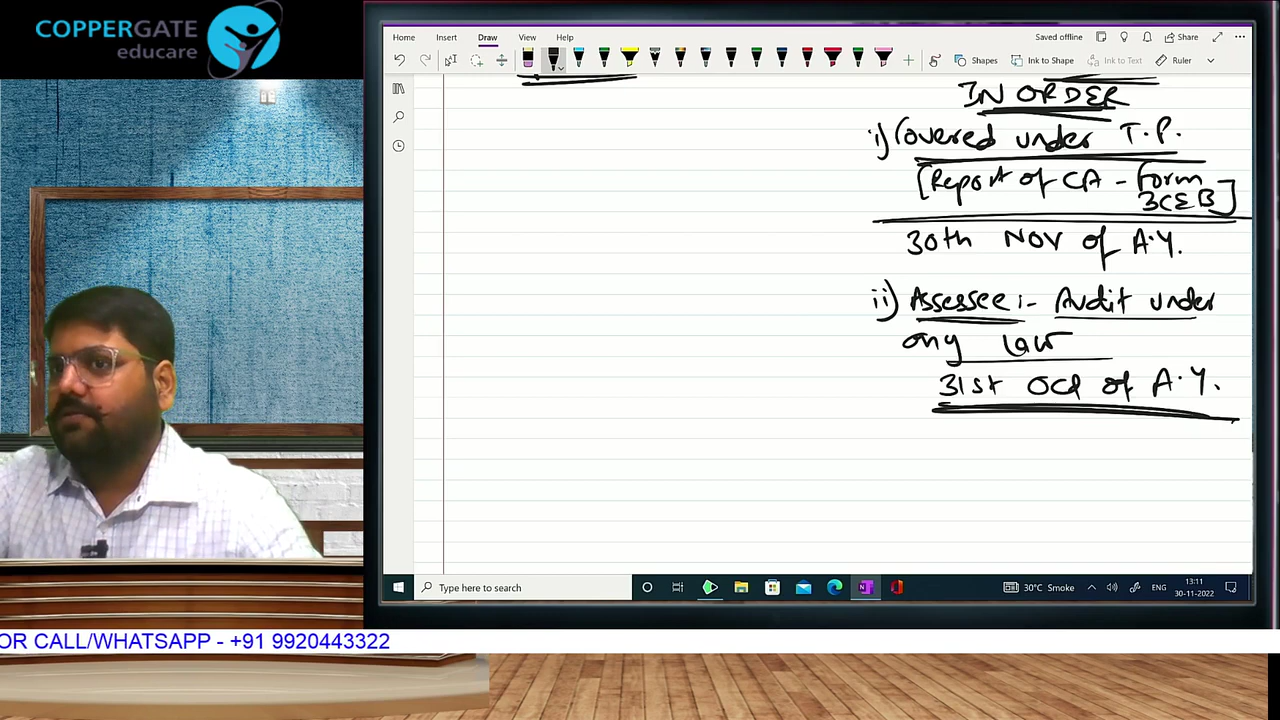 COPPERGATE
educare
Home Insert Draw View Help
Saved offline
Share
Shapes
Ink to Shape
Ink to Text
Ruler
IN ORDER
i) Covered under T.P.
[Report of CA - Form
3CEB]
30th NOV of A.Y.
ii) Assessee :- Audit under
any law
31st Oct of A.Y.
Type here to search
30°C Smoke
ENG
13:11
30-11-2022
OR CALL/WHATSAPP - +91 9920443322